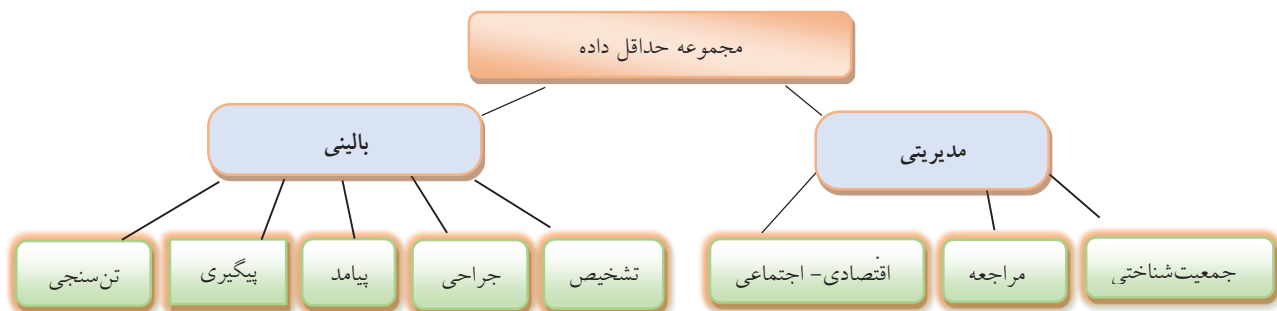 مجموعه حداقل داده
مدیریتی
بالینی
جمعیت‌شناختی
مراجعه
اقتصادی- اجتماعی
تشخیص
جراحی
پیامد
پیگیری
تن‌سنجی